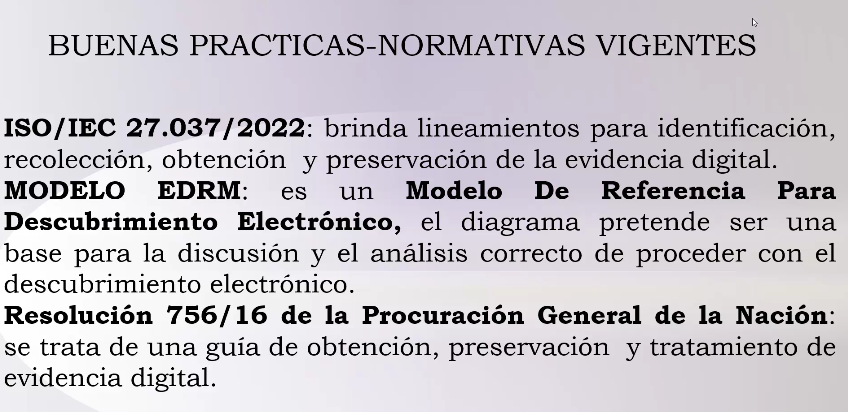 BUENAS PRACTICAS-NORMATIVAS VIGENTES
ISO/IEC 27.037/2022: brinda lineamientos para identificación,
recolección, obtención y preservación de la evidencia digital.
MODELO EDRM: es un Modelo De Referencia Para
Descubrimiento Electrónico, el diagrama pretende ser una
base para la discusión y el análisis correcto de proceder con el
descubrimiento electrónico.
Resolución 756/16 de la Procuración General de la Nación:
se trata de una guía de obtención, preservación y tratamiento de
evidencia digital.